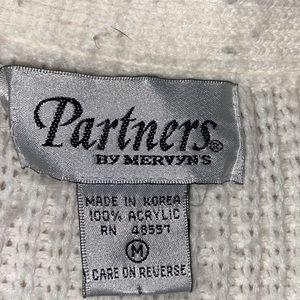 Partners®
BY MERVYN'S
MADE IN KOREA
100% ACRYLIC
RN 48557
M
CARE ON REVERSE